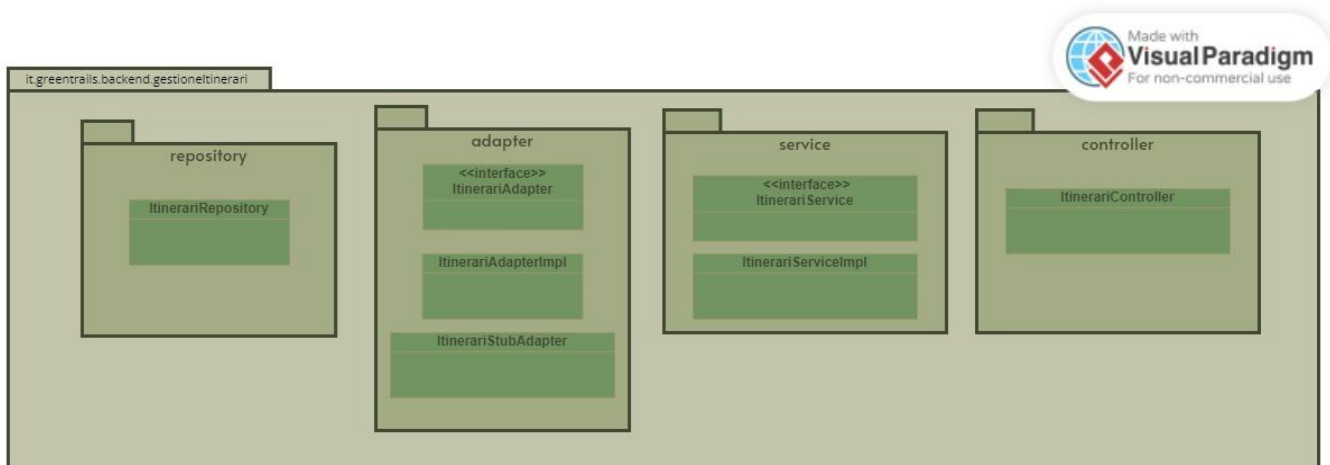 Made with
Visual Paradigm
For non-commercial use
it.greentrails.backend.gestioneItinerari
repository
ItinerariRepository
adapter
<<interface>>
ItinerariAdapter
ItinerariAdapterImpl
ItinerariStubAdapter
service
<<interface>>
ItinerariService
ItinerariServiceImpl
controller
ItinerariController